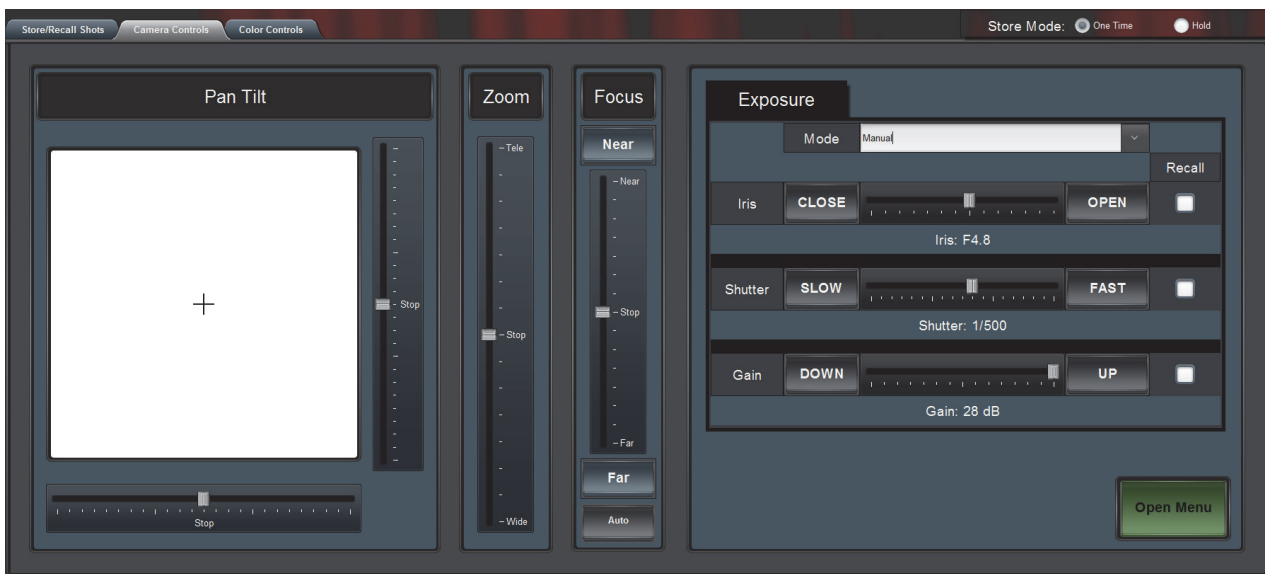 Store/Recall Shots Camera Controls Color Controls
Store Mode: One Time Hold
Pan Tilt
Stop
Stop
Zoom
Tele
Stop
Wide
Focus
Near
Near
Stop
Far
Far
Auto
Exposure
Mode Manual
Recall
Iris CLOSE OPEN
Iris: F4.8
Shutter SLOW FAST
Shutter: 1/500
Gain DOWN UP
Gain: 28 dB
Open Menu